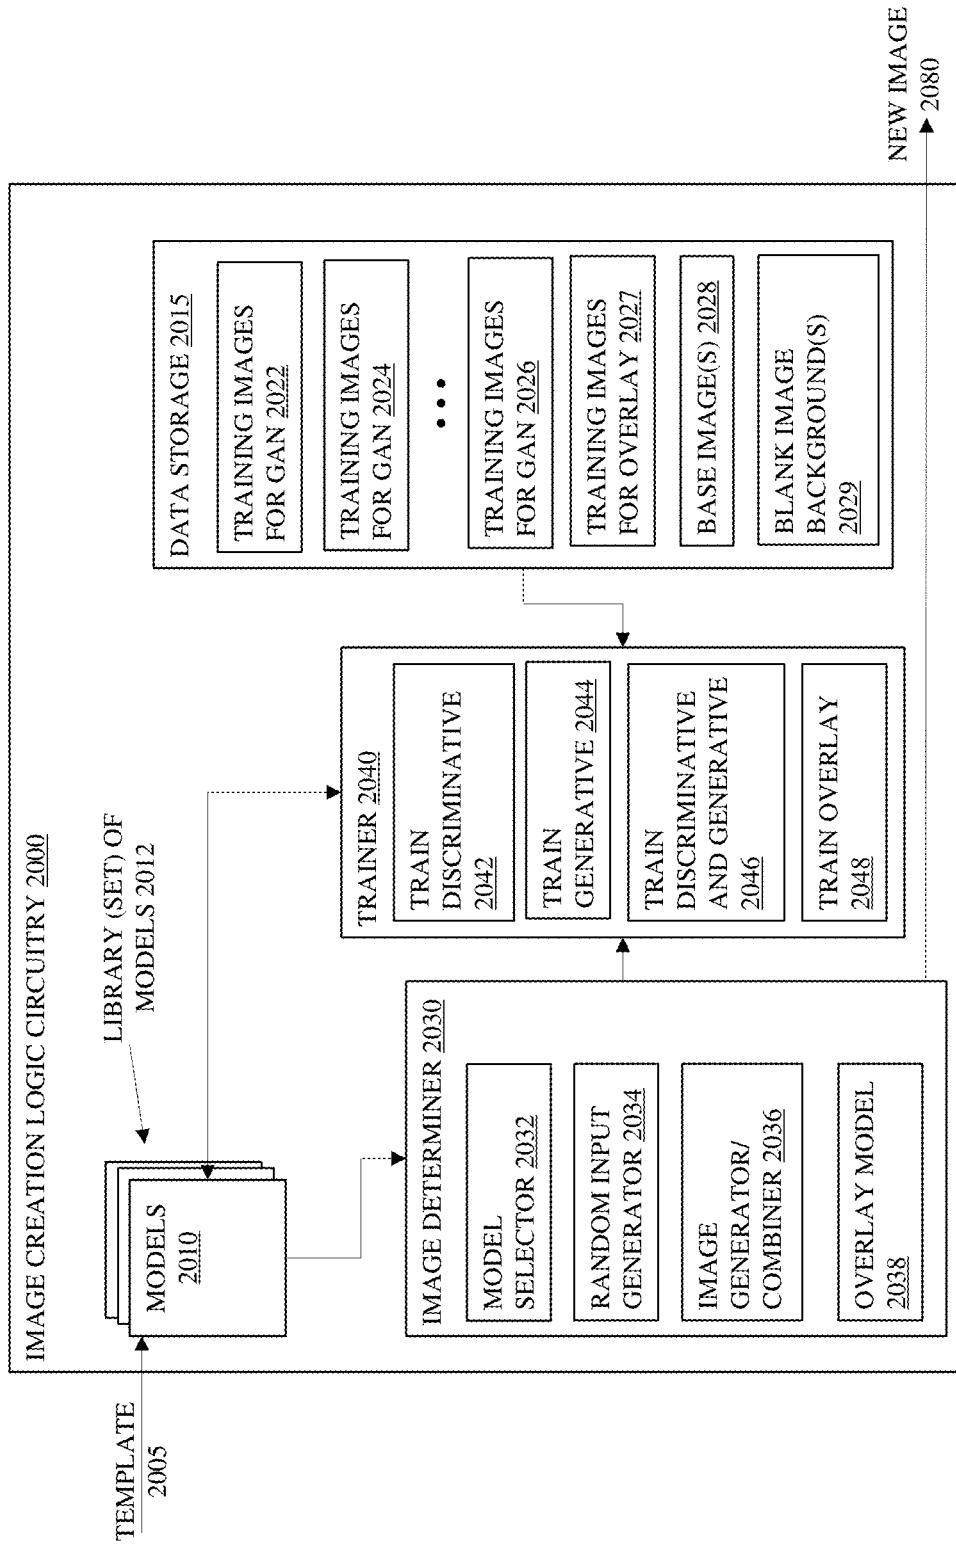 IMAGE CREATION LOGIC CIRCUITRY 2000
TEMPLATE
2005
MODELS
2010
LIBRARY (SET) OF
MODELS 2012
IMAGE DETERMINER 2030
MODEL
SELECTOR 2032
RANDOM INPUT
GENERATOR 2034
IMAGE
GENERATOR/
COMBINER 2036
OVERLAY MODEL
2038
TRAINER 2040
TRAIN
DISCRIMINATIVE
2042
TRAIN
GENERATIVE 2044
TRAIN
DISCRIMINATIVE
AND GENERATIVE
2046
TRAIN OVERLAY
2048
DATA STORAGE 2015
TRAINING IMAGES
FOR GAN 2022
TRAINING IMAGES
FOR GAN 2024
TRAINING IMAGES
FOR GAN 2026
TRAINING IMAGES
FOR OVERLAY 2027
BASE IMAGE(S) 2028
BLANK IMAGE
BACKGROUND(S)
2029
NEW IMAGE
2080